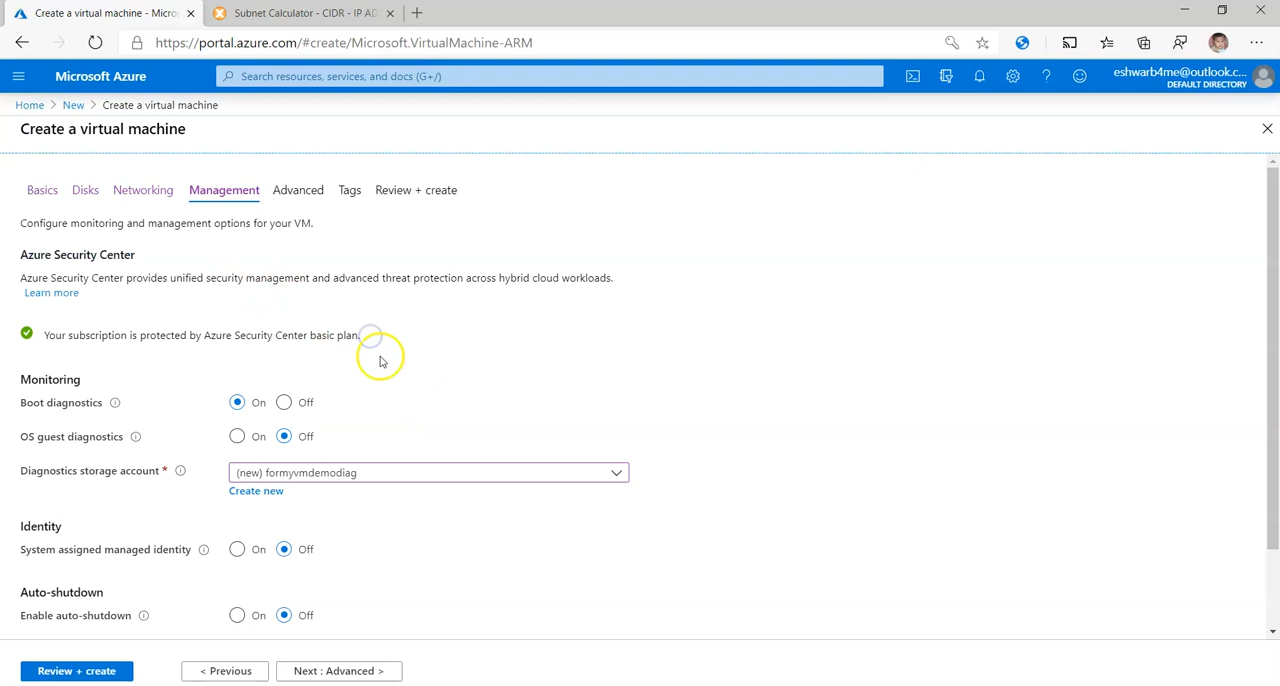 Create a virtual machine - Micros
Subnet Calculator - CIDR - IP AD
https://portal.azure.com/#create/Microsoft.VirtualMachine-ARM
Microsoft Azure
Search resources, services, and docs (G+/)
eshwarb4me@outlook.c...
DEFAULT DIRECTORY
Home > New > Create a virtual machine
Create a virtual machine
Basics Disks Networking Management Advanced Tags Review + create
Configure monitoring and management options for your VM.
Azure Security Center
Azure Security Center provides unified security management and advanced threat protection across hybrid cloud workloads.
Learn more
Your subscription is protected by Azure Security Center basic plan.
Monitoring
Boot diagnostics On Off
OS guest diagnostics On Off
Diagnostics storage account * (new) formyvmdemodiag
Create new
Identity
System assigned managed identity On Off
Auto-shutdown
Enable auto-shutdown On Off
Review + create < Previous Next : Advanced >